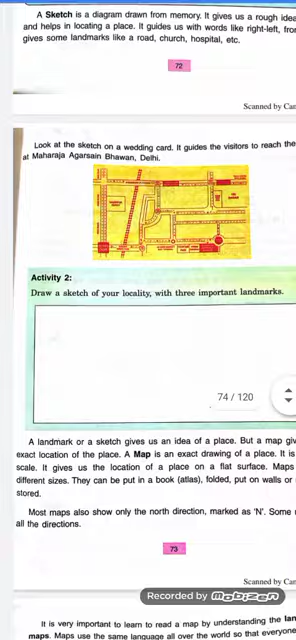 A Sketch is a diagram drawn from memory. It gives us a rough idea
and helps in locating a place. It guides us with words like right-left,
gives some landmarks like a road, church, hospital, etc.
72
Scanned by
Look at the sketch on a wedding card. It guides the visitors to reach the
at Maharaja Agarsain Bhawan, Delhi.
Activity 2:
Draw a sketch of your locality, with three important landmarks.
74 / 120
A landmark or a sketch gives us an idea of a place. But a map
exact location of the place. A Map is an exact drawing of a place. It is
scale. It gives us the location of a place on a flat surface. Maps
different sizes. They can be put in a book (atlas), folded, put on walls or
stored.
Most maps also show only the north direction, marked as 'N'. Some
all the directions.
73
Recorded by mobizen
Scanned by
It is very important to learn to read a map by understanding the
maps. Maps use the same language all over the world so that everyone